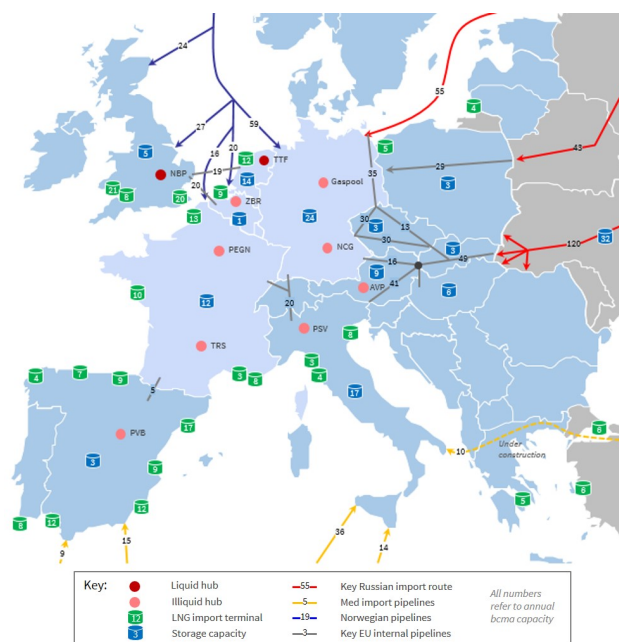 24
55
4
27
16
20
59
5
NBP
12
TTF
5
43
19
14
29
21
8
20
20
9
ZBR
Gaspool
35
3
13
1
24
30
3
13
30
3
120
32
PEGN
NCG
16
49
9
41
6
10
12
AVP
20
TRS
PSV
8
3
4
3
8
17
5
4
7
9
PVB
17
3
9
10
Under
construction
6
6
5
8
12
12
9
15
36
14
Key:
Liquid hub
55
Key Russian import route
Illiquid hub
5
Med import pipelines
All numbers
12
LNG import terminal
19
Norwegian pipelines
refer to annual
3
Storage capacity
3
Key EU internal pipelines
bcma capacity